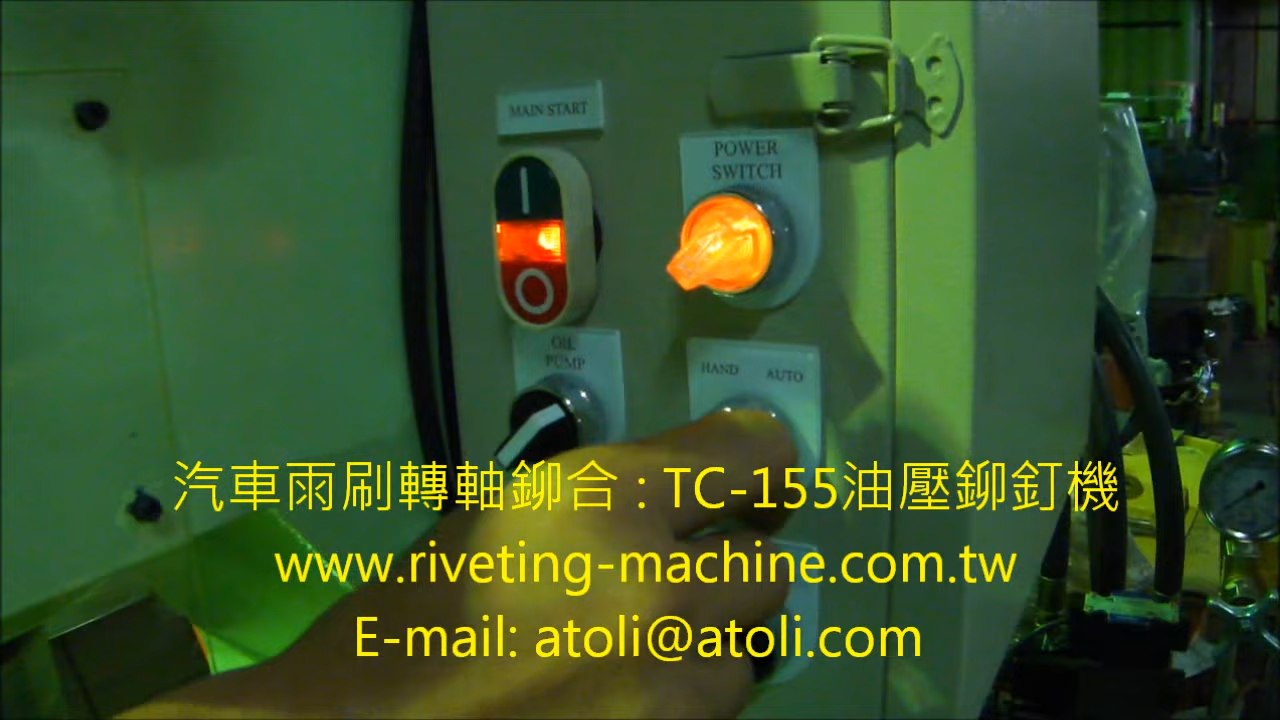 MAIN START
POWER
SWITCH
OIL
PUMP
HAND AUTO
汽車雨刷轉軸鉚合 : TC-155油壓鉚釘機
www.riveting-machine.com.tw
E-mail: atoli@atoli.com